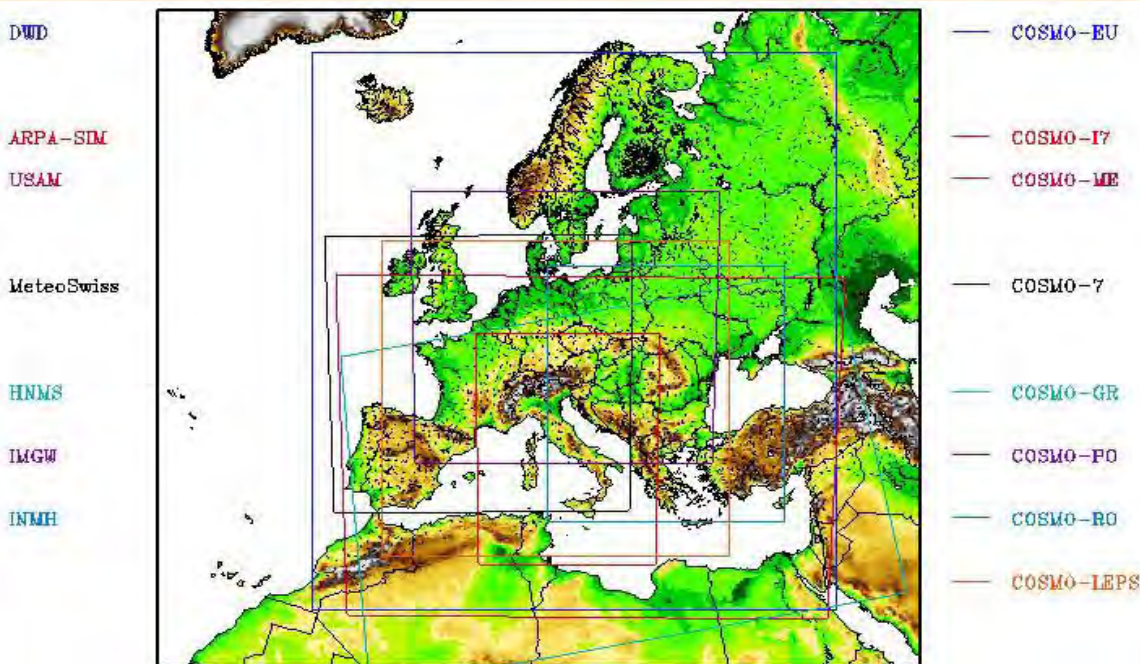 DWD COSMO-EU
ARPA-SIM COSMO-I7
USAM COSMO-ME
MeteoSwiss COSMO-7
HNMS COSMO-GR
IMGW COSMO-PO
INMH COSMO-RO
COSMO-LEPS